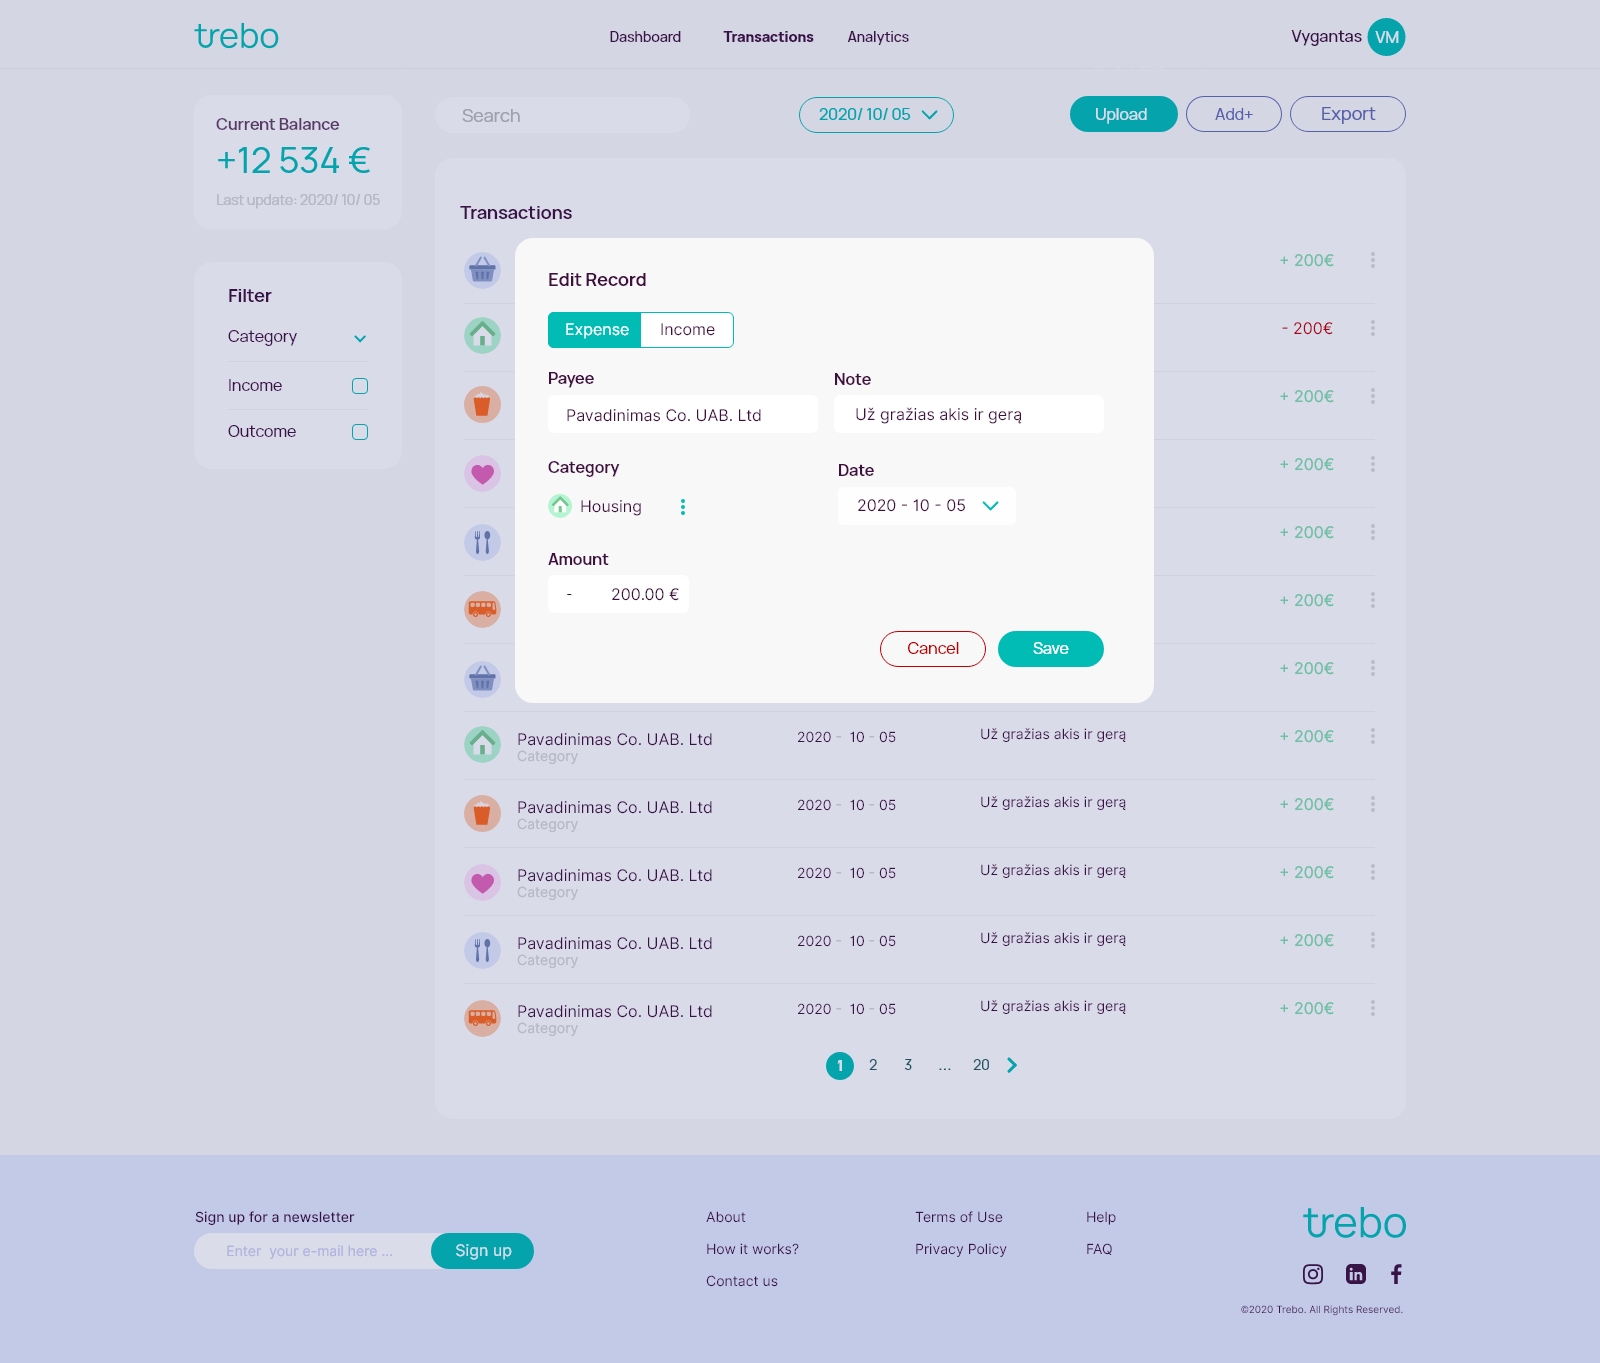 trebo
Dashboard
Transactions
Analytics
Vygantas
VM
Current Balance
+12 534 €
Last update: 2020/ 10/ 05
Search
2020/ 10/ 05
Upload
Add+
Export
Filter
Category
Income
Outcome
Transactions
+ 200€
- 200€
+ 200€
+ 200€
+ 200€
+ 200€
+ 200€
Edit Record
Expense
Income
Payee
Note
Pavadinimas Co. UAB. Ltd
Už gražias akis ir gerą
Category
Date
Housing
2020 - 10 - 05
Amount
- 200.00 €
Cancel
Save
Pavadinimas Co. UAB. Ltd
Category
2020 - 10 - 05
Už gražias akis ir gerą
+ 200€
Pavadinimas Co. UAB. Ltd
Category
2020 - 10 - 05
Už gražias akis ir gerą
+ 200€
Pavadinimas Co. UAB. Ltd
Category
2020 - 10 - 05
Už gražias akis ir gerą
+ 200€
Pavadinimas Co. UAB. Ltd
Category
2020 - 10 - 05
Už gražias akis ir gerą
+ 200€
Pavadinimas Co. UAB. Ltd
Category
2020 - 10 - 05
Už gražias akis ir gerą
+ 200€
1 2 3 ... 20
Sign up for a newsletter
Enter your e-mail here ...
Sign up
About
How it works?
Contact us
Terms of Use
Privacy Policy
Help
FAQ
trebo
in
©2020 Trebo. All Rights Reserved.